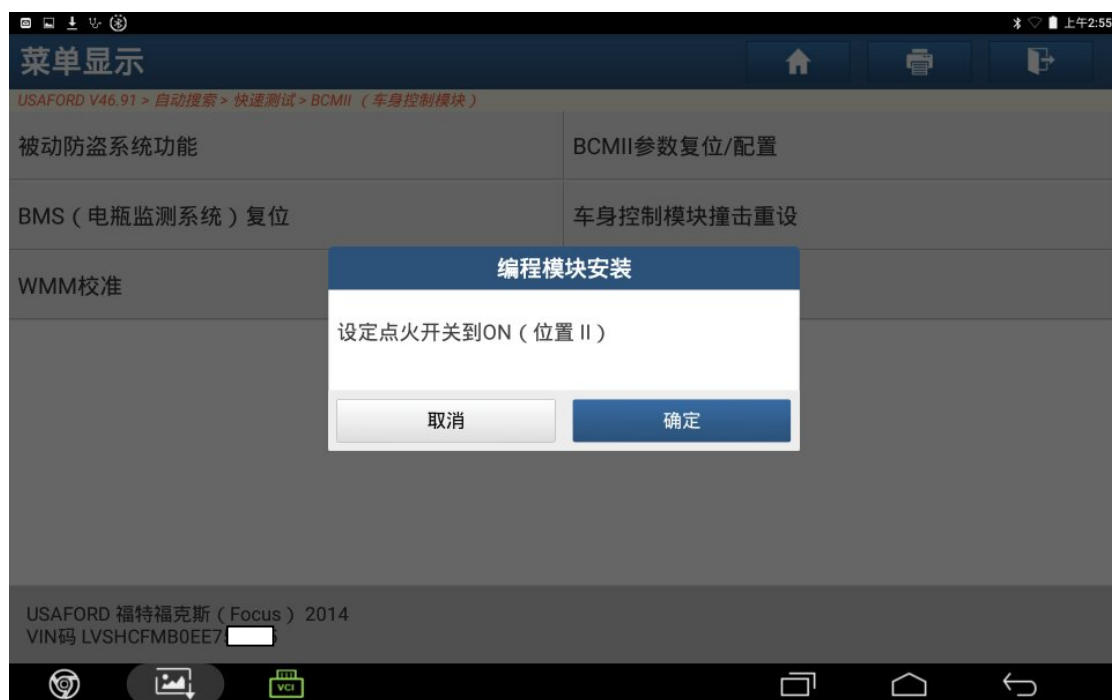 上午2:55
菜单显示
USAFORD V46.91 > 自动搜索 > 快速测试 > BCMII （车身控制模块）
被动防盗系统功能
BCMII参数复位/配置
BMS（电瓶监测系统）复位
车身控制模块撞击重设
WMM校准
编程模块安装
设定点火开关到ON（位置 II）
取消
确定
USAFORD 福特福克斯（Focus） 2014
VIN码 LVSHCFMB0EE7
VCI